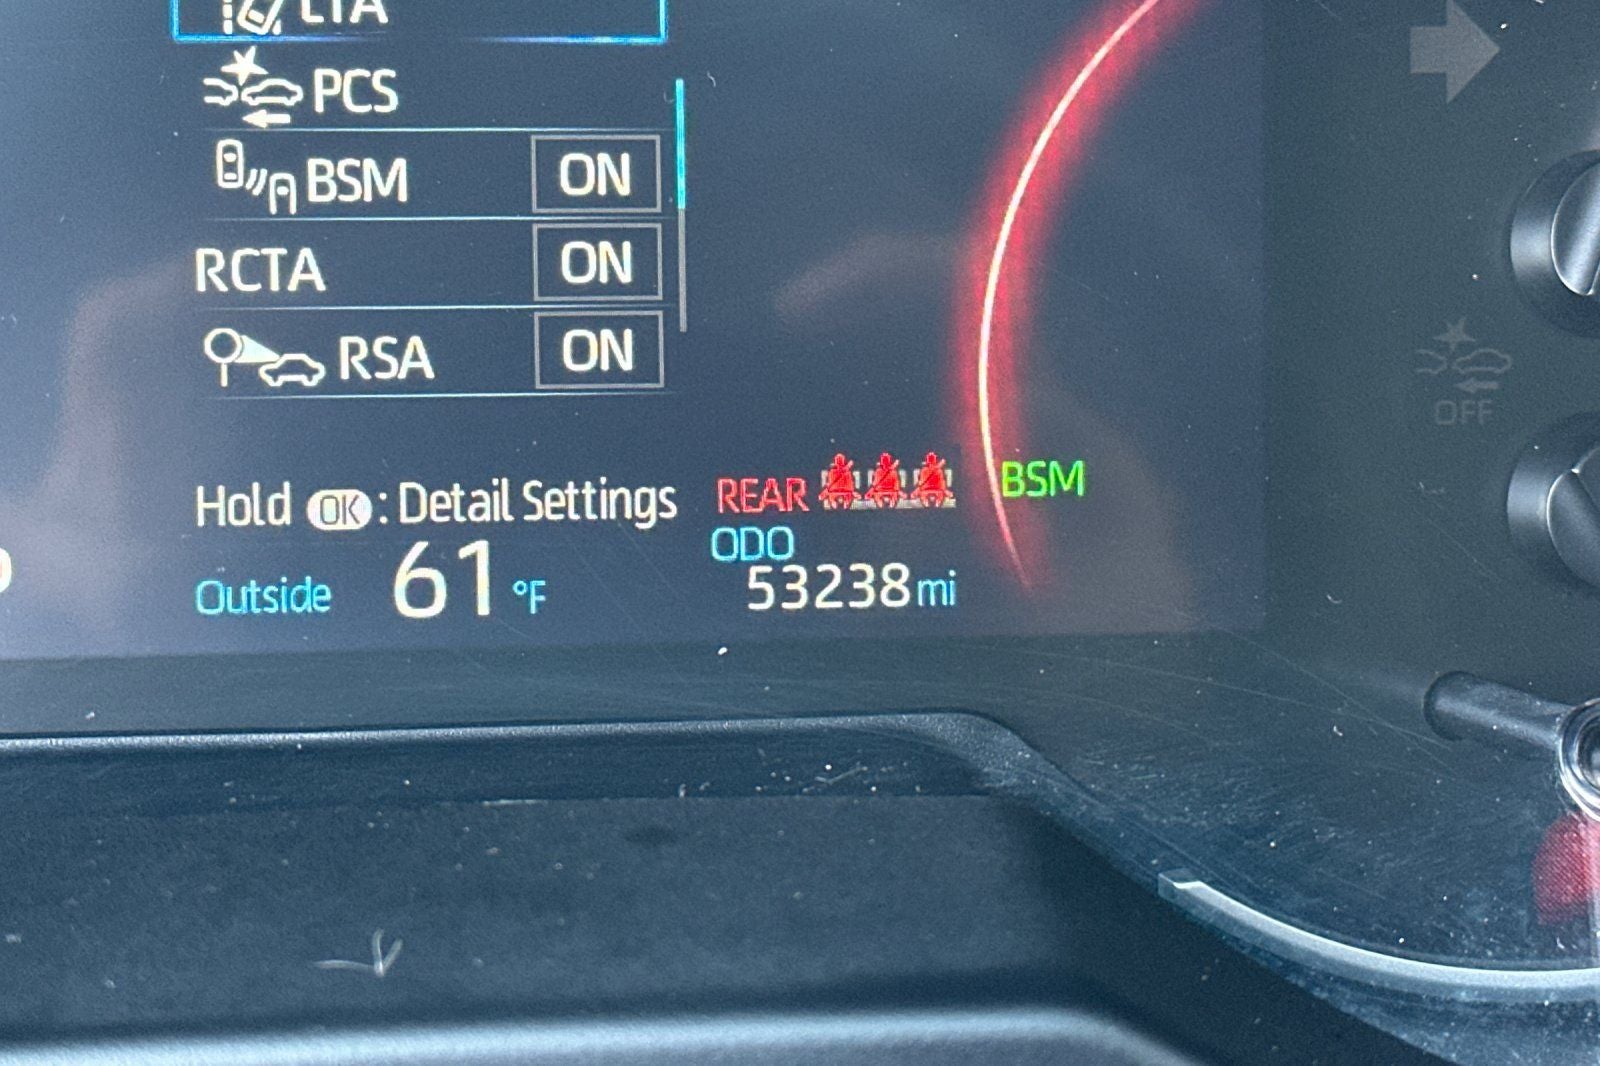 LTA
PCS
BSM ON
RCTA ON
RSA ON
OFF
Hold OK : Detail Settings
REAR
BSM
ODO
Outside 61 °F
53238 mi